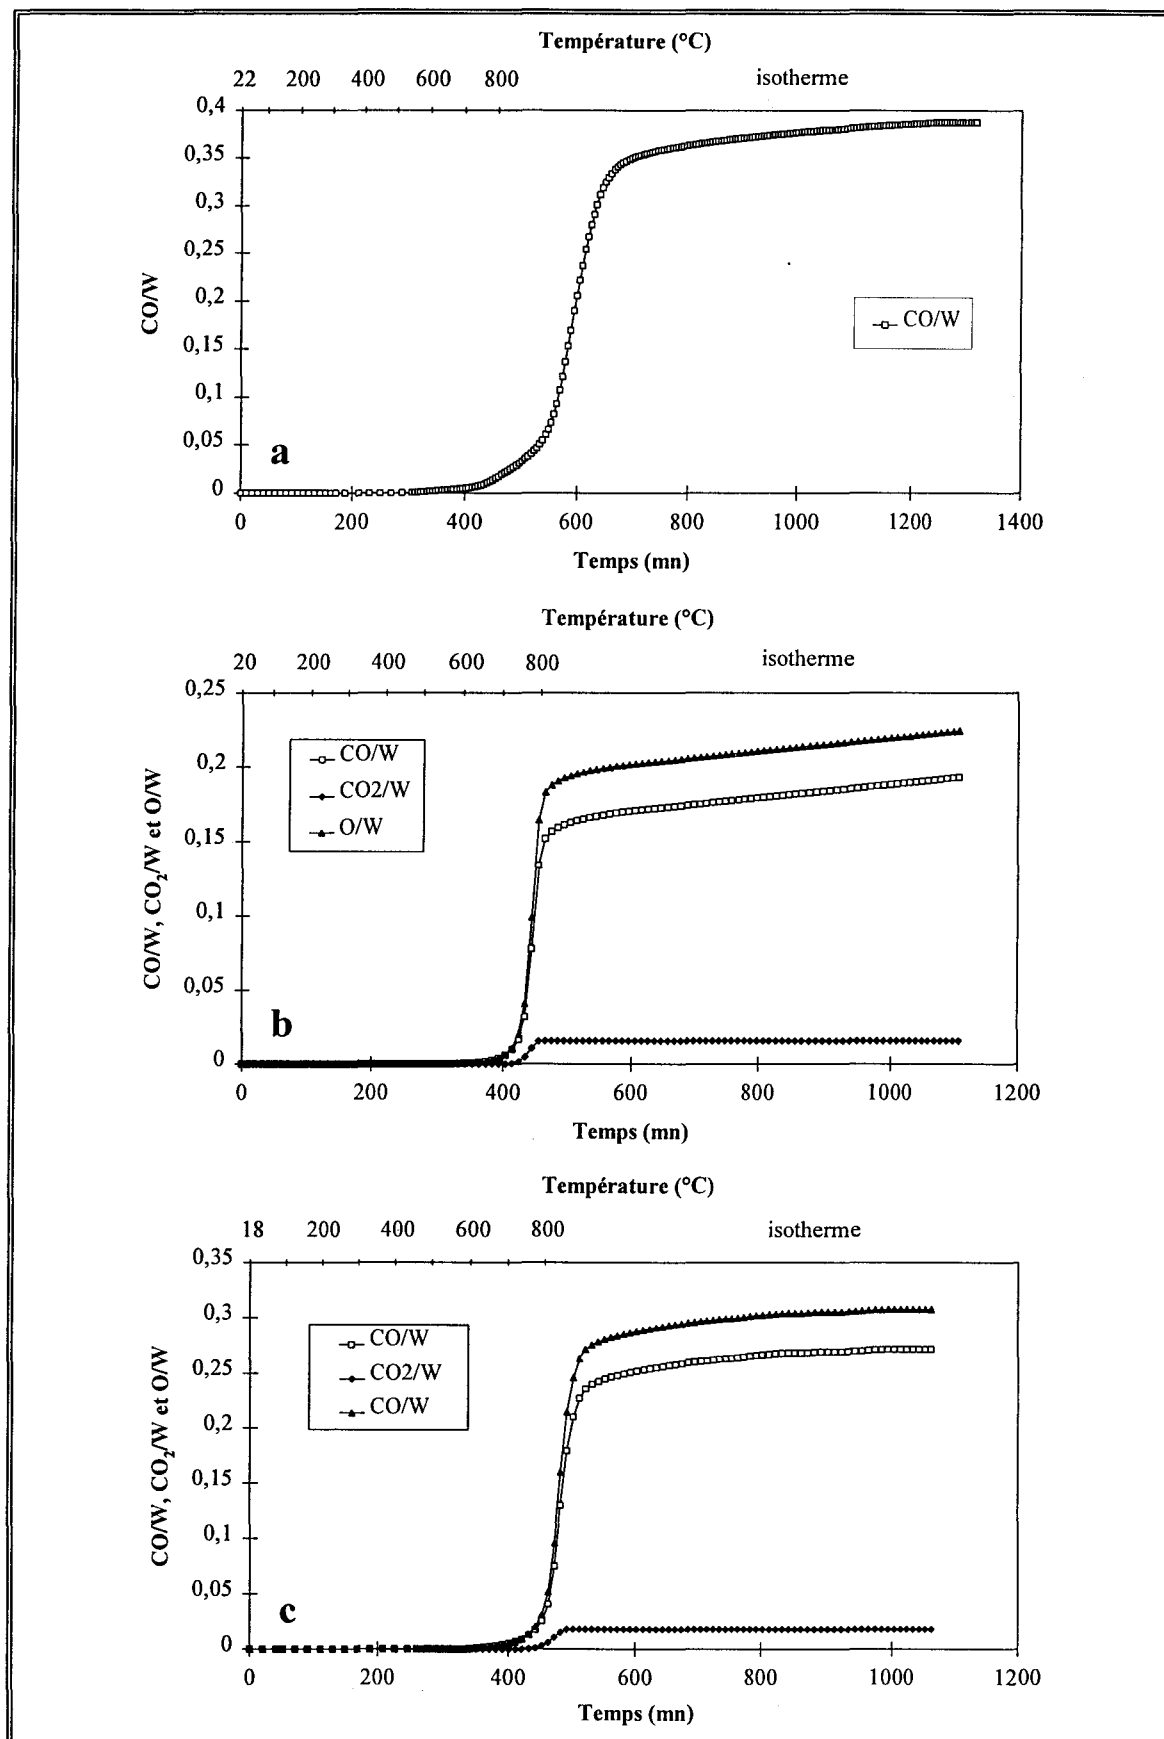 Température (°C)
22 200 400 600 800 isotherme
0,4
0,35
0,3
0,25
0,2
0,15
0,1
0,05
0
CO/W
CO/W
a
0 200 400 600 800 1000 1200 1400
Temps (mn)
Température (°C)
20 200 400 600 800 isotherme
0,25
0,2
0,15
0,1
0,05
0
CO/W, CO₂/W et O/W
CO/W
CO2/W
O/W
b
0 200 400 600 800 1000 1200
Temps (mn)
Température (°C)
18 200 400 600 800 isotherme
0,35
0,3
0,25
0,2
0,15
0,1
0,05
0
CO/W, CO₂/W et O/W
CO/W
CO2/W
CO/W
c
0 200 400 600 800 1000 1200
Temps (mn)